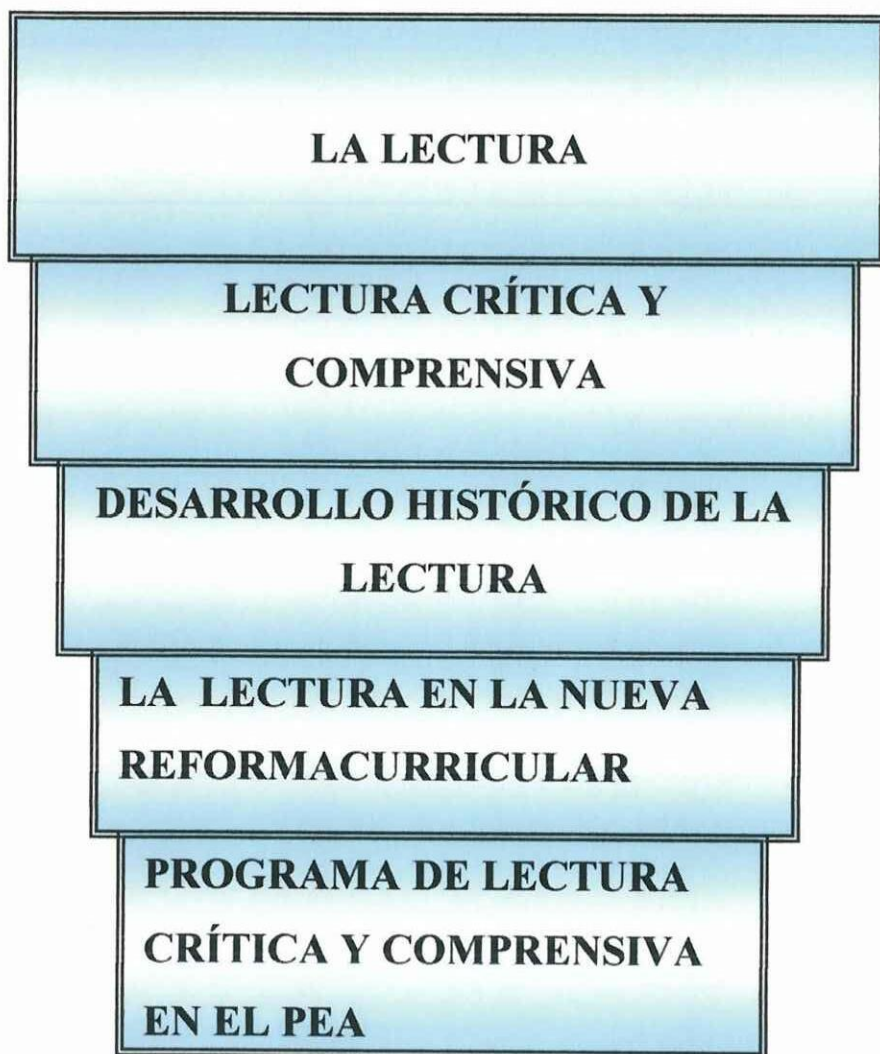 LA LECTURA
LECTURA CRÍTICA Y
COMPRENSIVA
DESARROLLO HISTÓRICO DE LA
LECTURA
LA LECTURA EN LA NUEVA
REFORMACURRICULAR
PROGRAMA DE LECTURA
CRÍTICA Y COMPRENSIVA
EN EL PEA